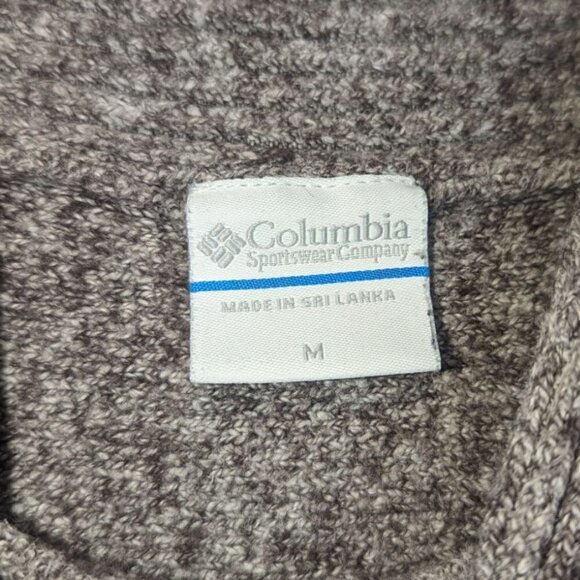 Columbia
Sportswear Company
MADE IN SRI LANKA
M